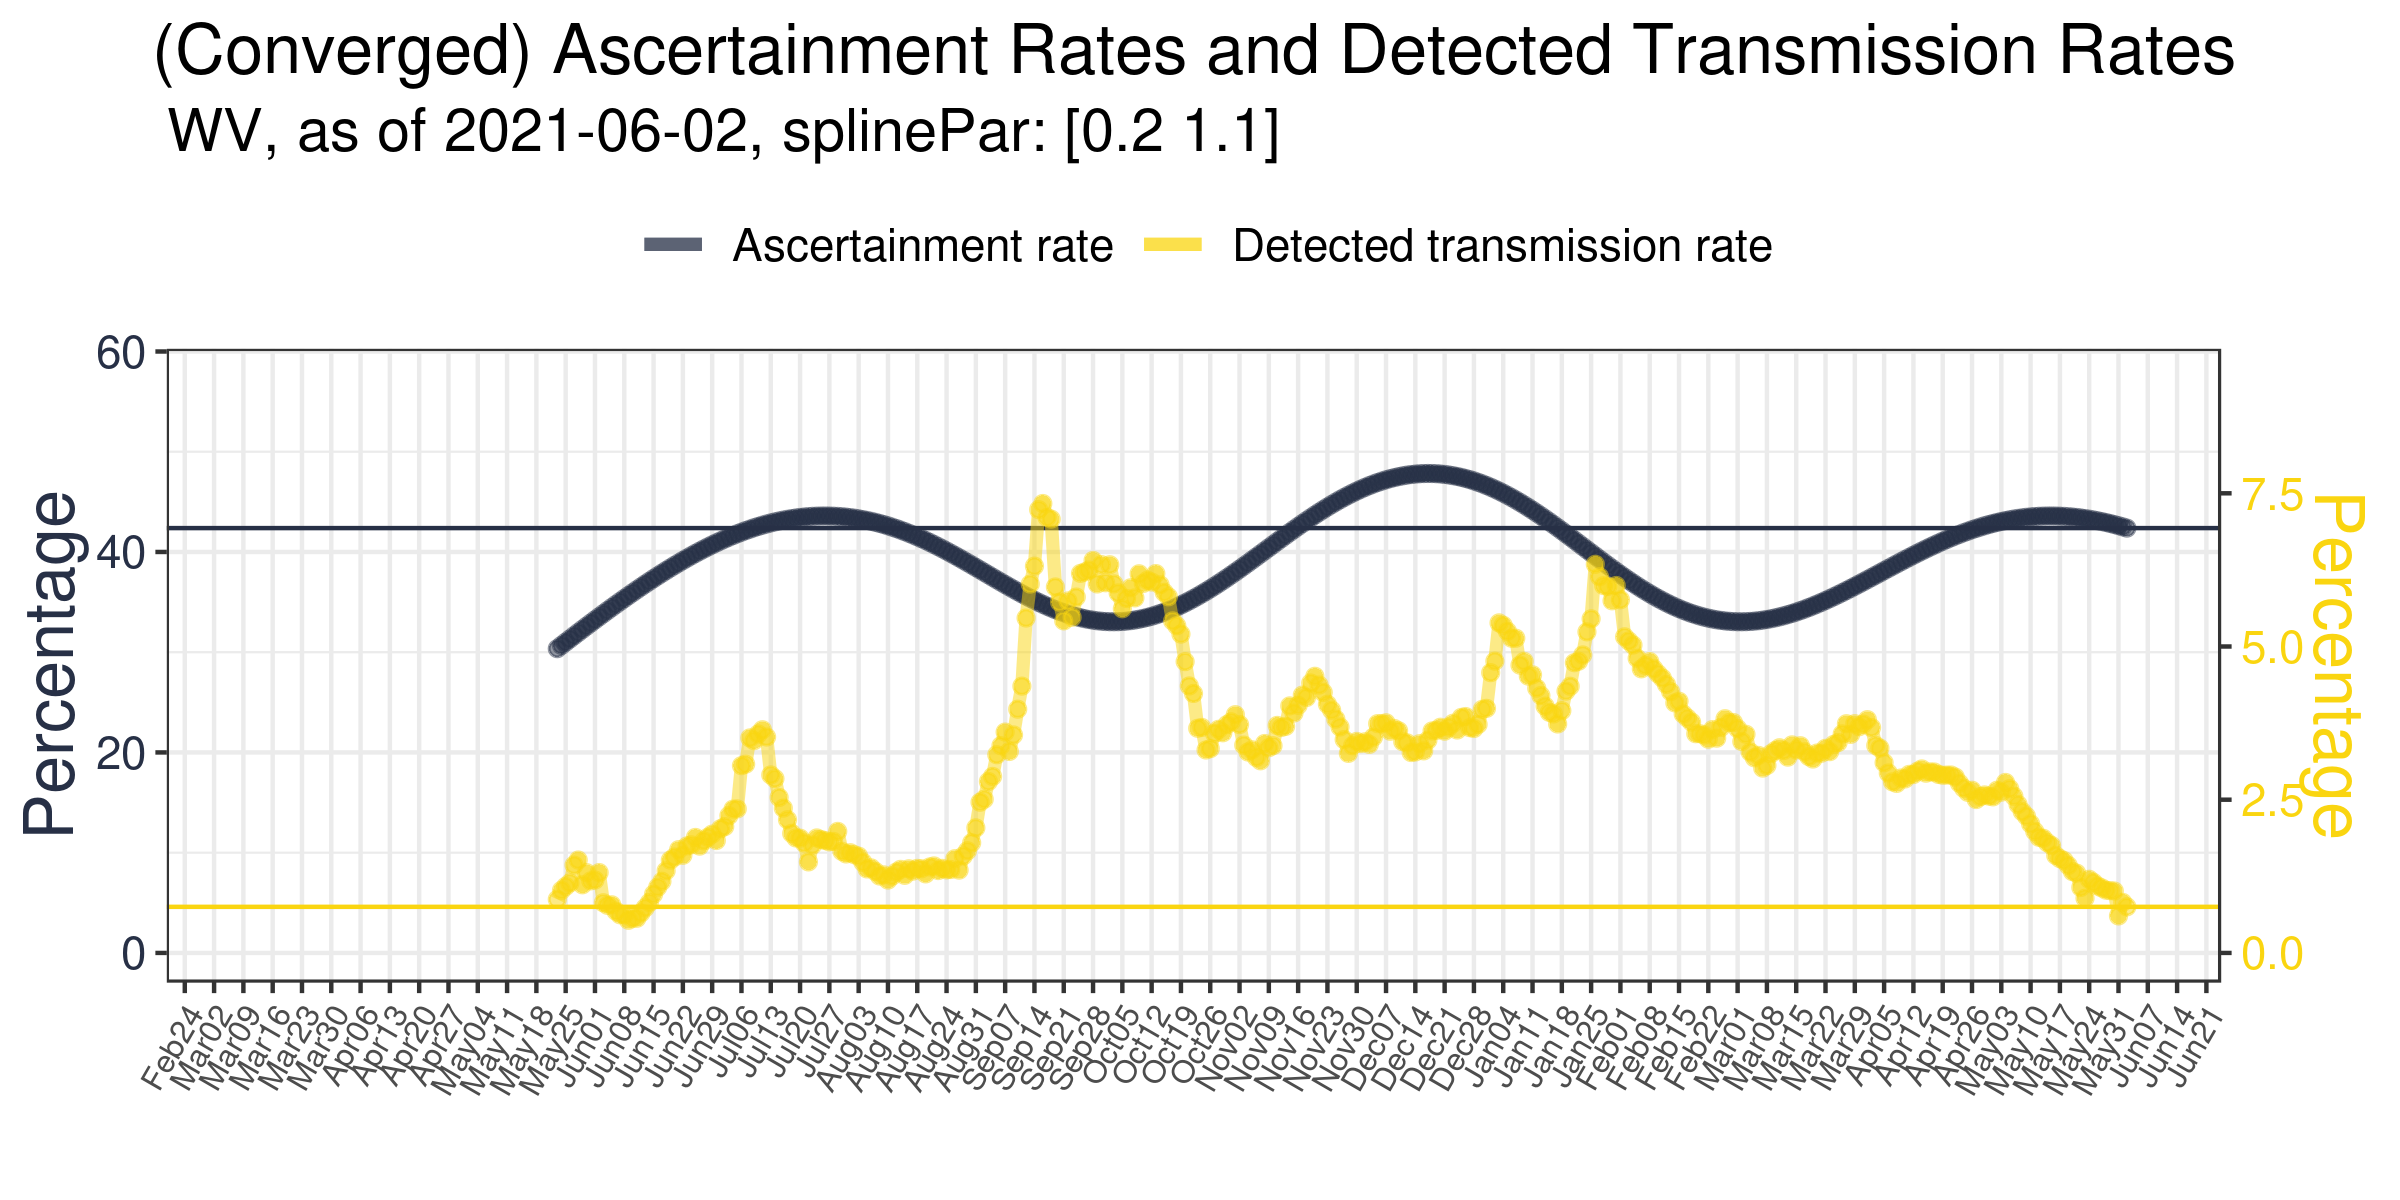 (Converged) Ascertainment Rates and Detected Transmission Rates
WV, as of 2021-06-02, splinePar: [0.2 1.1]
Ascertainment rate
Detected transmission rate
Percentage
60
40
20
0
7.5
5.0
2.5
0.0
Percentage
Feb24
Mar02
Mar09
Mar16
Mar23
Mar30
Apr06
Apr13
Apr20
Apr27
May04
May11
May18
May25
Jun01
Jun08
Jun15
Jun22
Jun29
Jul06
Jul13
Jul20
Jul27
Aug03
Aug10
Aug17
Aug24
Aug31
Sep07
Sep14
Sep21
Sep28
Oct05
Oct12
Oct19
Oct26
Nov02
Nov09
Nov16
Nov23
Nov30
Dec07
Dec14
Dec21
Dec28
Jan04
Jan11
Jan18
Jan25
Feb01
Feb08
Feb15
Feb22
Mar01
Mar08
Mar15
Mar22
Mar29
Apr05
Apr12
Apr19
Apr26
May03
May10
May17
May24
May31
Jun07
Jun14
Jun21